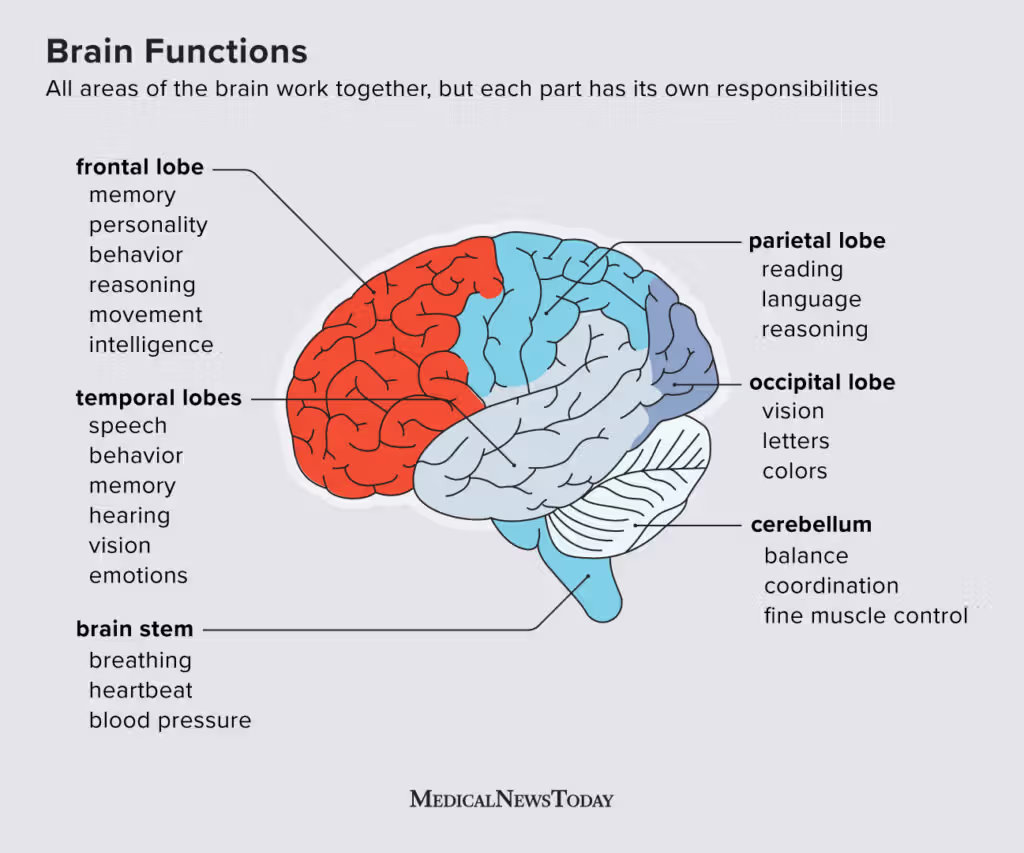 Brain Functions
All areas of the brain work together, but each part has its own responsibilities
frontal lobe
memory
personality
behavior
reasoning
movement
intelligence
temporal lobes
speech
behavior
memory
hearing
vision
emotions
brain stem
breathing
heartbeat
blood pressure
parietal lobe
reading
language
reasoning
occipital lobe
vision
letters
colors
cerebellum
balance
coordination
fine muscle control
MEDICALNEWSTODAY